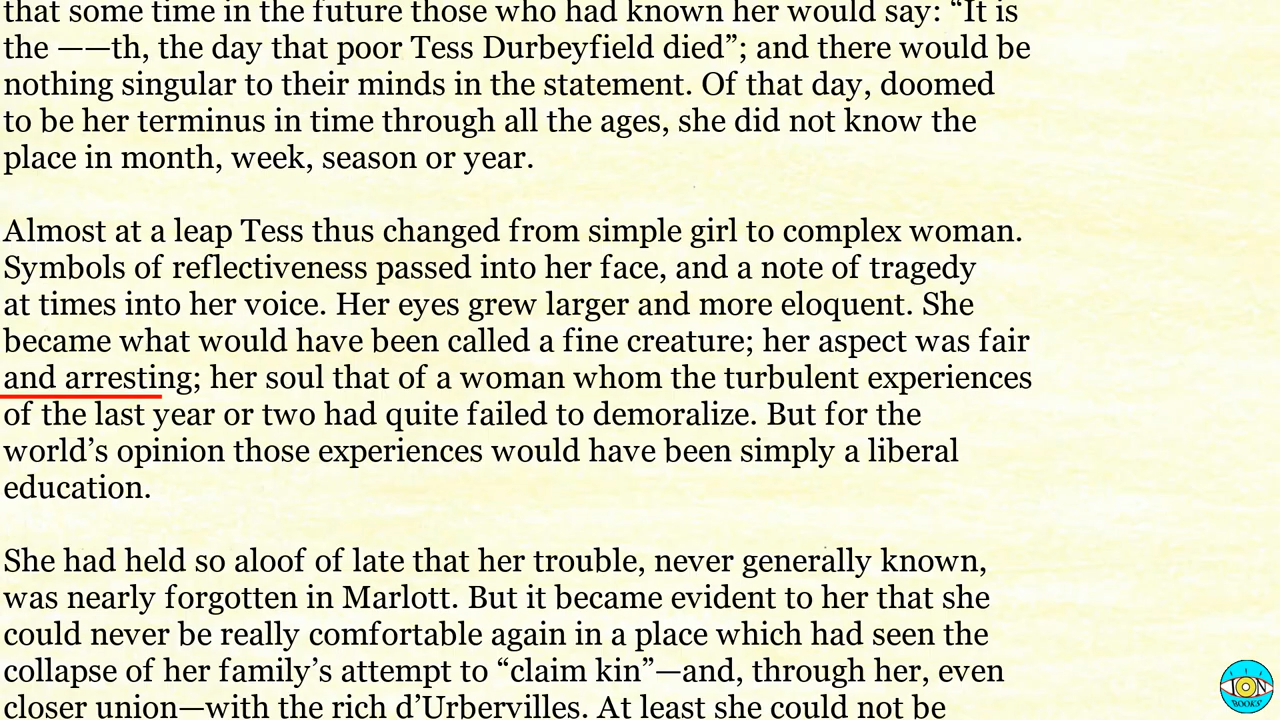 that some time in the future those who had known her would say: “It is
the ——th, the day that poor Tess Durbeyfield died”; and there would be
nothing singular to their minds in the statement. Of that day, doomed
to be her terminus in time through all the ages, she did not know the
place in month, week, season or year.
Almost at a leap Tess thus changed from simple girl to complex woman.
Symbols of reflectiveness passed into her face, and a note of tragedy
at times into her voice. Her eyes grew larger and more eloquent. She
became what would have been called a fine creature; her aspect was fair
and arresting; her soul that of a woman whom the turbulent experiences
of the last year or two had quite failed to demoralize. But for the
world’s opinion those experiences would have been simply a liberal
education.
She had held so aloof of late that her trouble, never generally known,
was nearly forgotten in Marlott. But it became evident to her that she
could never be really comfortable again in a place which had seen the
collapse of her family’s attempt to “claim kin”—and, through her, even
closer union—with the rich d’Urbervilles. At least she could not be
ION
BOOKS